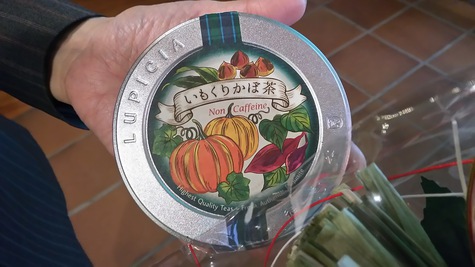 LUPICIA
いもくりかぼ茶
Non Caffeine
Highest Quality Teas